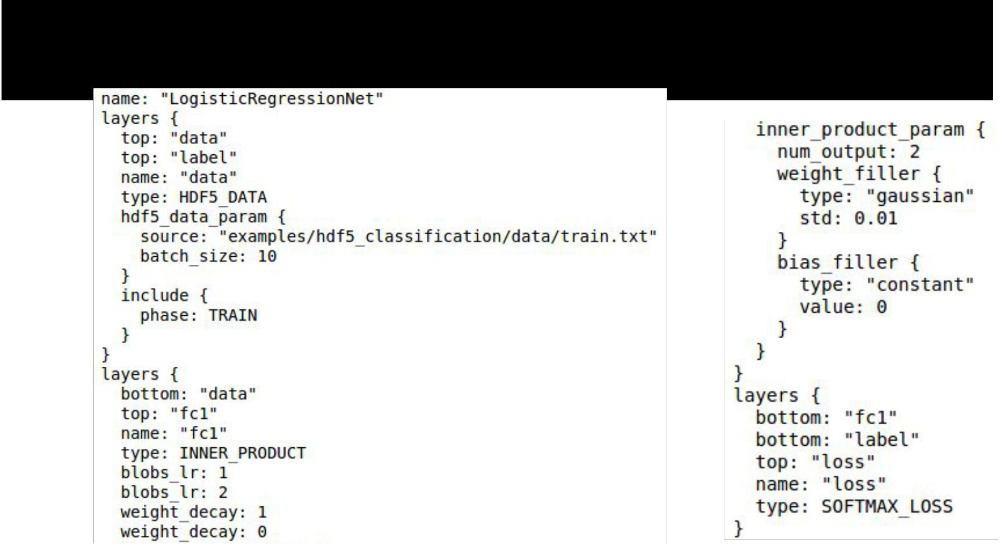 name: "LogisticRegressionNet"
layers {
  top: "data"
  top: "label"
  name: "data"
  type: HDF5_DATA
  hdf5_data_param {
    source: "examples/hdf5_classification/data/train.txt"
    batch_size: 10
  }
  include {
    phase: TRAIN
  }
}
layers {
  bottom: "data"
  top: "fc1"
  name: "fc1"
  type: INNER_PRODUCT
  blobs_lr: 1
  blobs_lr: 2
  weight_decay: 1
  weight_decay: 0
  inner_product_param {
    num_output: 2
    weight_filler {
      type: "gaussian"
      std: 0.01
    }
    bias_filler {
      type: "constant"
      value: 0
    }
  }
}
layers {
  bottom: "fc1"
  bottom: "label"
  top: "loss"
  name: "loss"
  type: SOFTMAX_LOSS
}